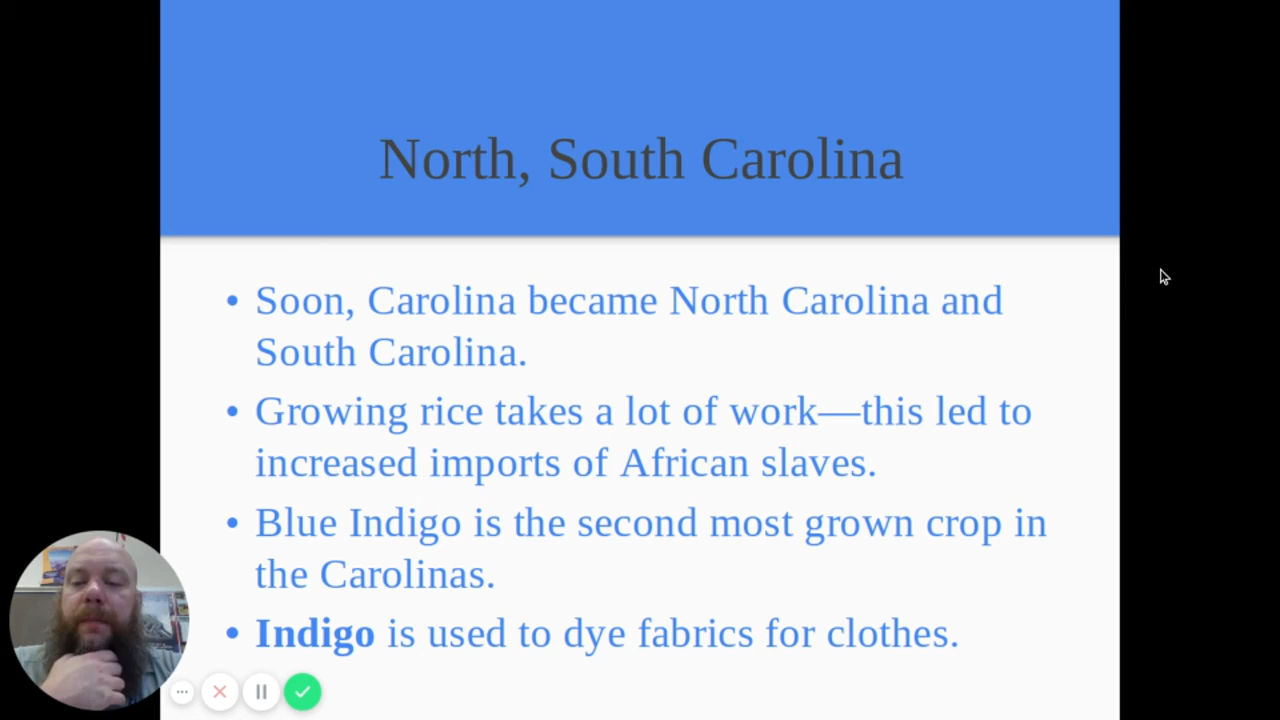 North, South Carolina
• Soon, Carolina became North Carolina and
South Carolina.
• Growing rice takes a lot of work—this led to
increased imports of African slaves.
• Blue Indigo is the second most grown crop in
the Carolinas.
• Indigo is used to dye fabrics for clothes.